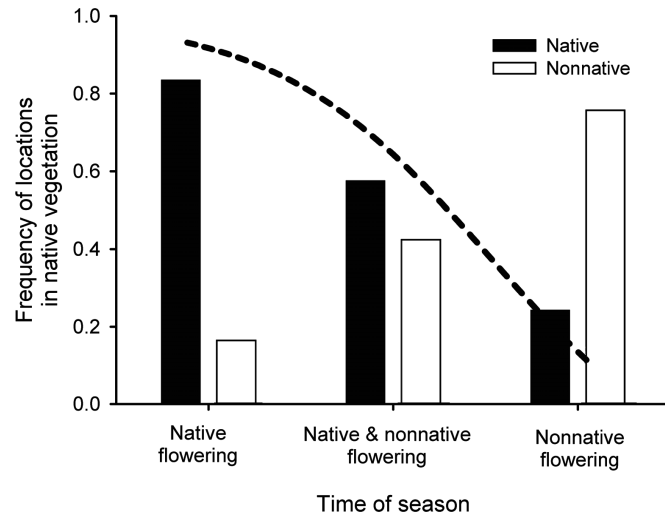 Frequency of locations
in native vegetation
1.0
0.8
0.6
0.4
0.2
0.0
Native
Nonnative
Native
flowering
Native & nonnative
flowering
Nonnative
flowering
Time of season